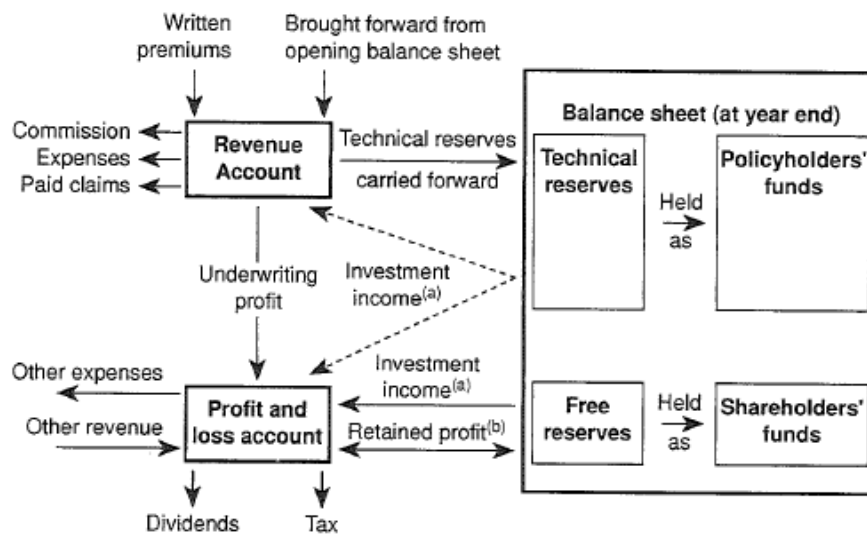 Written
premiums
Brought forward from
opening balance sheet
Balance sheet (at year end)
Commission
Expenses
Paid claims
Revenue
Account
Technical reserves
carried forward
Technical
reserves
Held
as
Policyholders'
funds
Underwriting
profit
Investment
income(a)
Other expenses
Other revenue
Profit and
loss account
Investment
income(a)
Retained profit(b)
Free
reserves
Held
as
Shareholders'
funds
Dividends
Tax